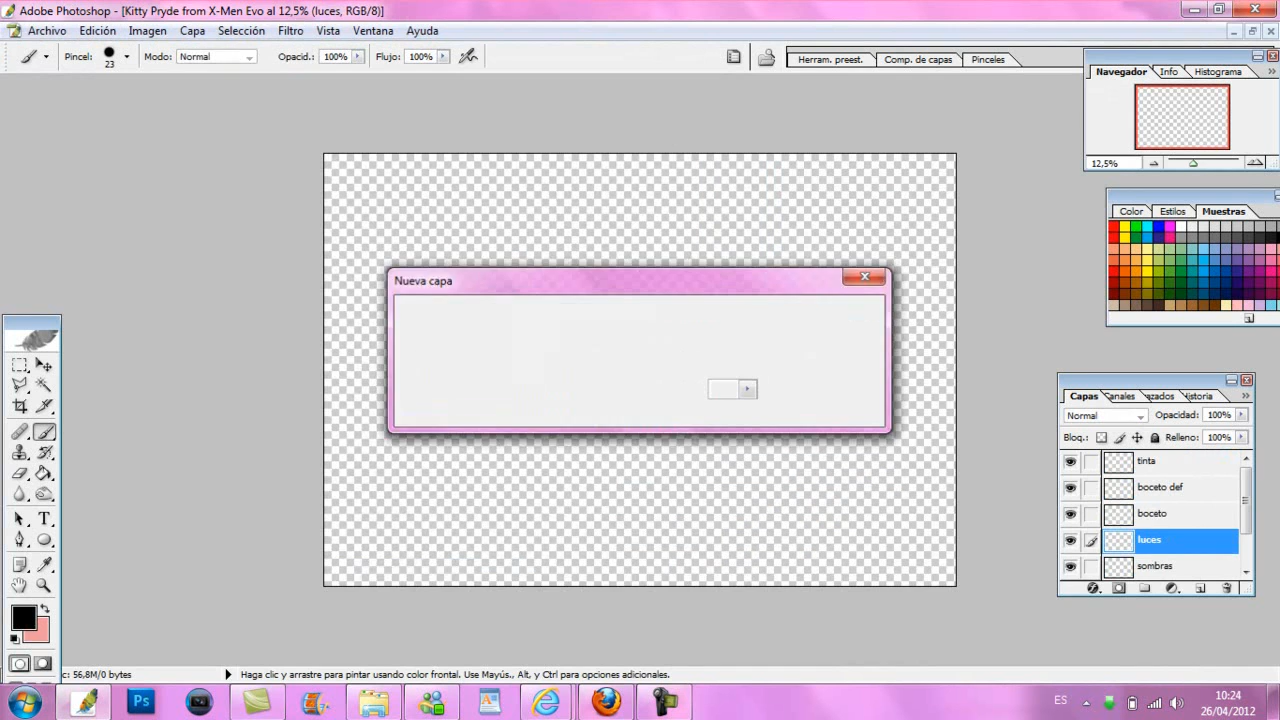 Adobe Photoshop - [Kitty Pryde from X-Men Evo al 12,5% (luces, RGB/8)]
Archivo Edición Imagen Capa Selección Filtro Vista Ventana Ayuda
Pincel: 23 Modo: Normal Opacid.: 100% Flujo: 100% Herram. preest. Comp. de capas Pinceles
Navegador Info Histograma
12,5%
Color Estilos Muestras
Nueva capa
Capas Canales azados Historia
Normal Opacidad: 100%
Bloq.: Relleno: 100%
tinta
boceto def
boceto
luces
sombras
c: 56,8M/0 bytes Haga clic y arrastre para pintar usando color frontal. Use Mayús., Alt, y Ctrl para opciones adicionales.
Ps ES 10:24
26/04/2012